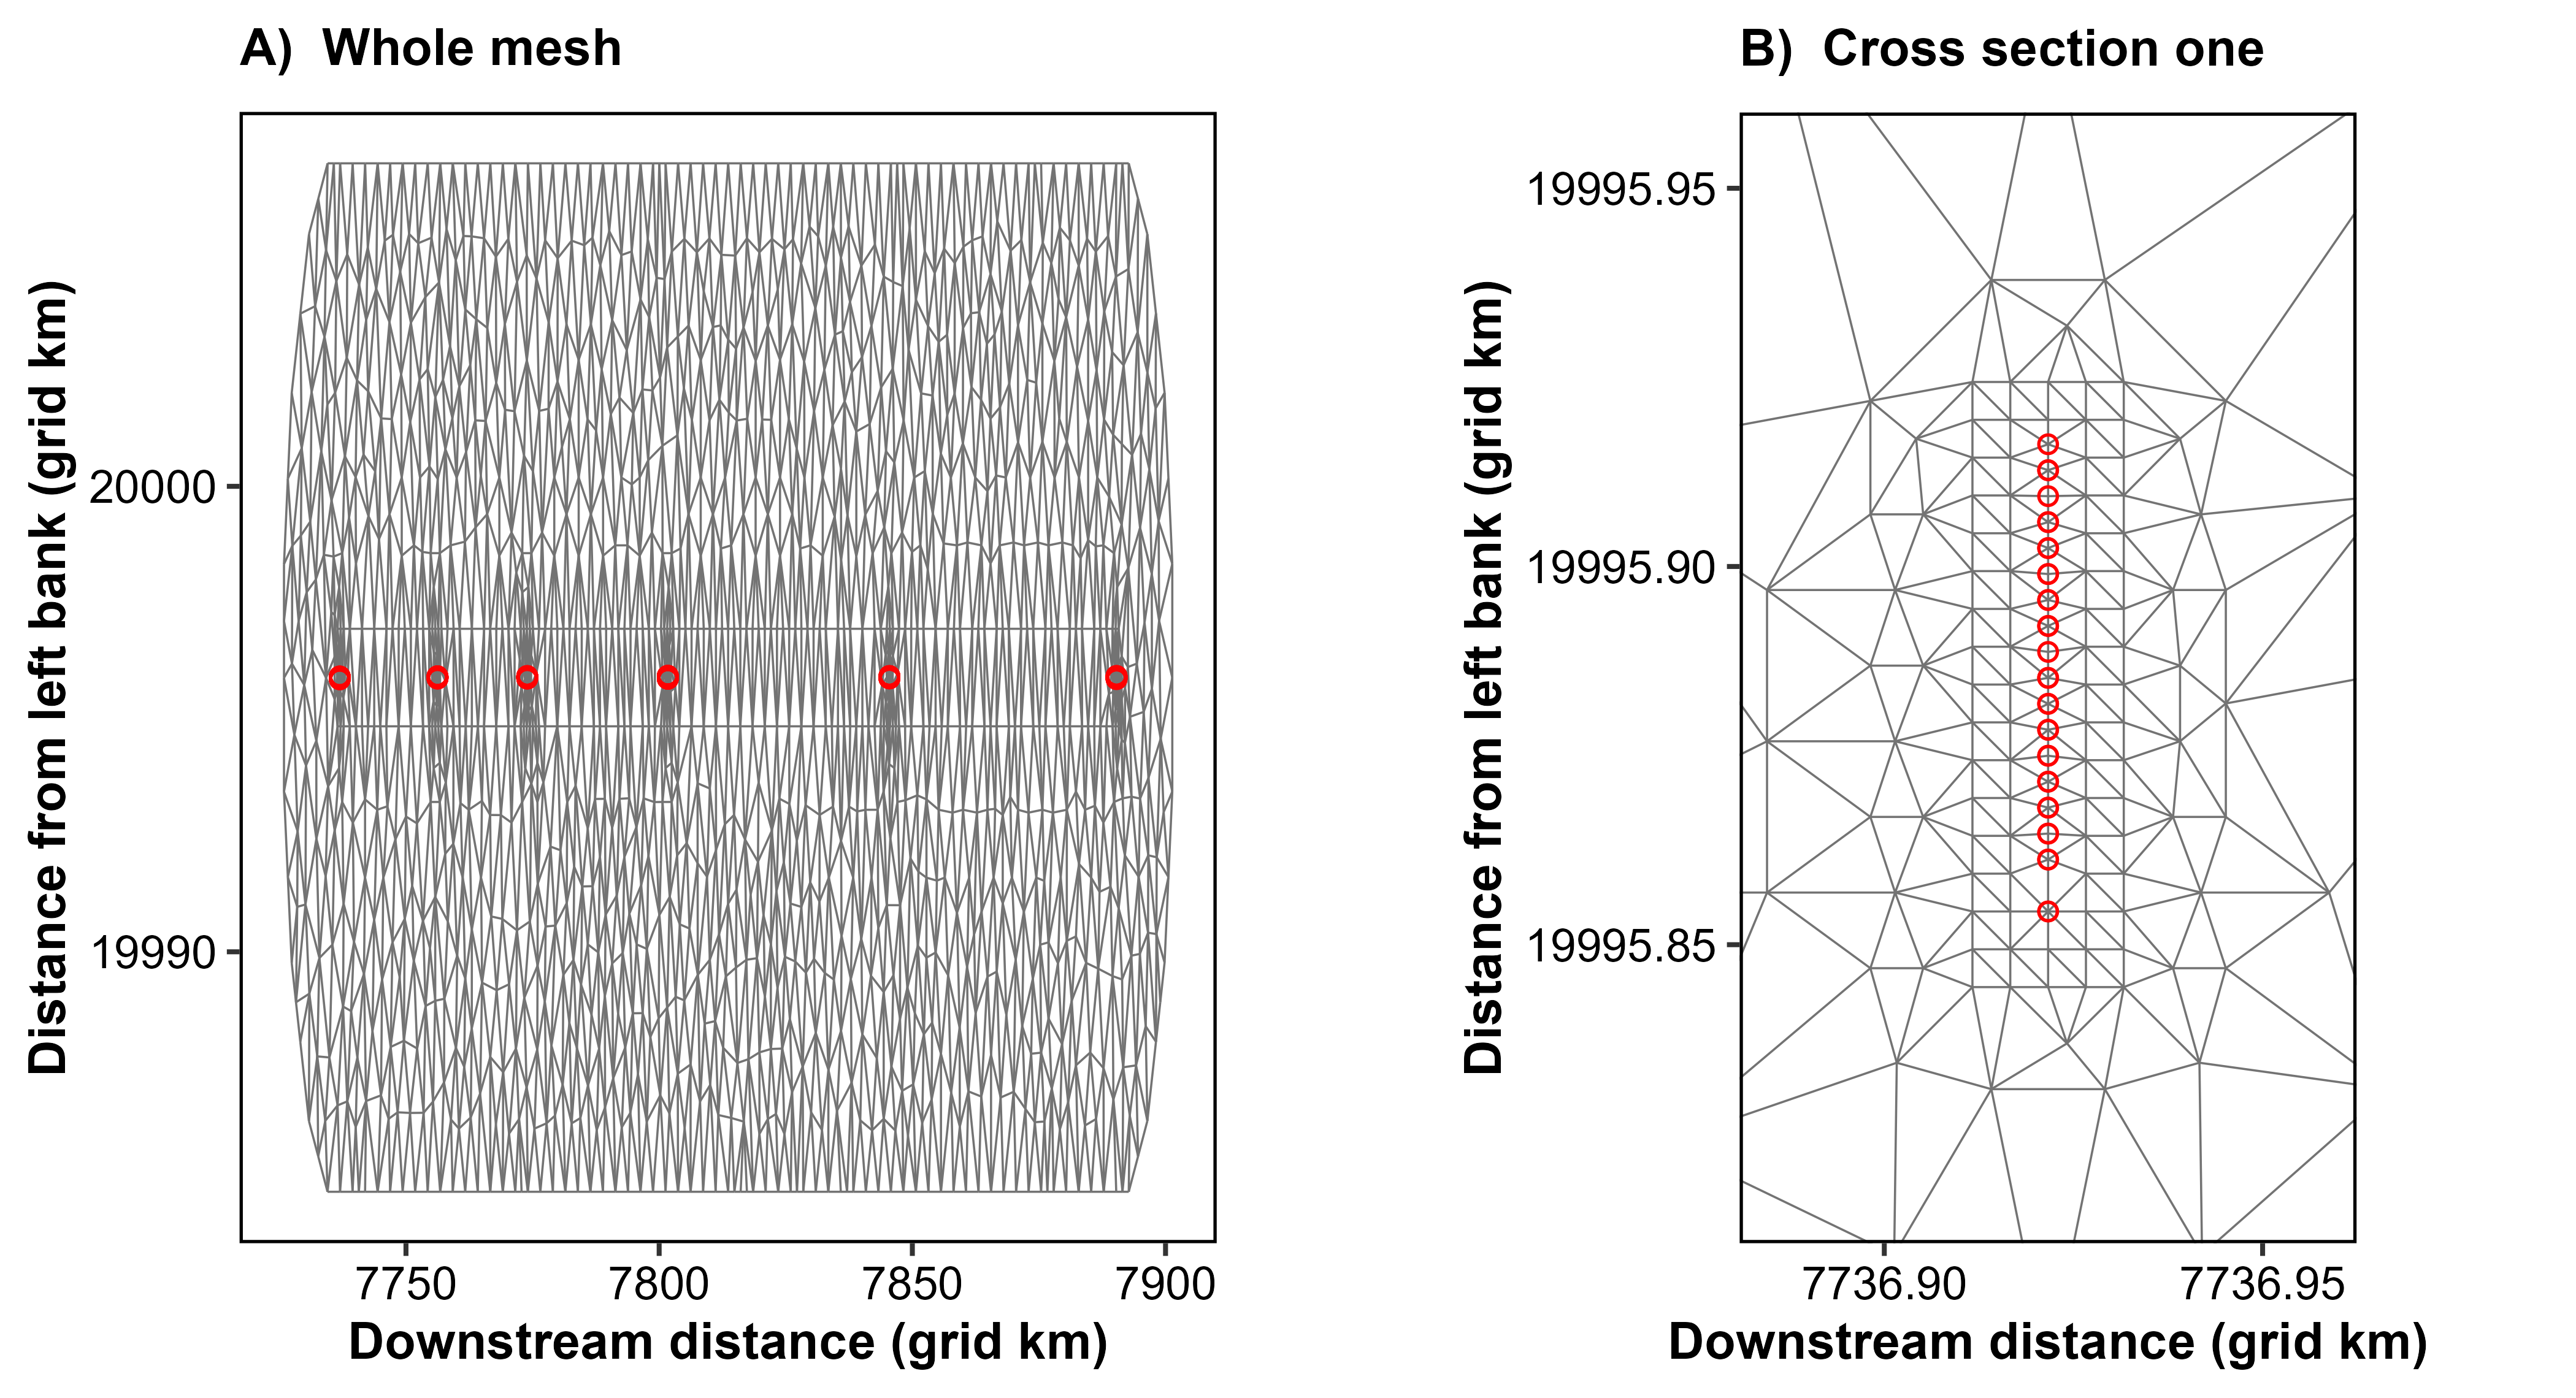 A)  Whole mesh
Distance from left bank (grid km)
20000
19990
7750 7800 7850 7900
Downstream distance (grid km)
B)  Cross section one
Distance from left bank (grid km)
19995.95
19995.90
19995.85
7736.90 7736.95
Downstream distance (grid km)